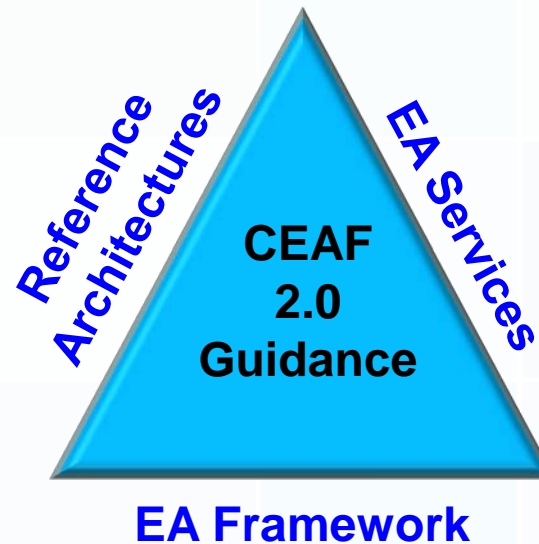 Reference
Architectures
EA Services
CEAF
2.0
Guidance
EA Framework